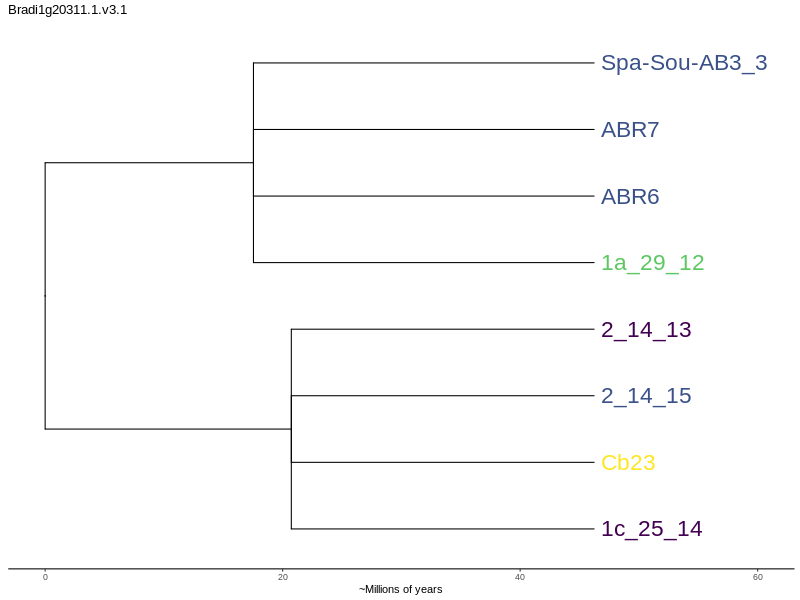 Bradi1g20311.1.v3.1
Spa-Sou-AB3_3
ABR7
ABR6
1a_29_12
2_14_13
2_14_15
Cb23
1c_25_14
0 20 40 60
~Millions of years